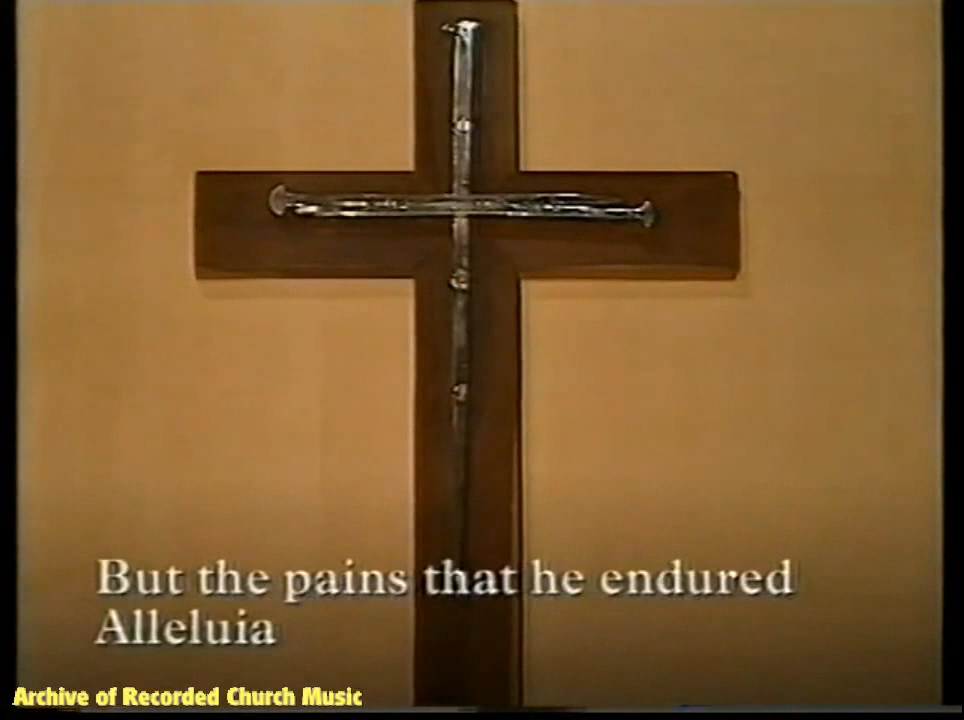 But the pains that he endured
Alleluia
Archive of Recorded Church Music